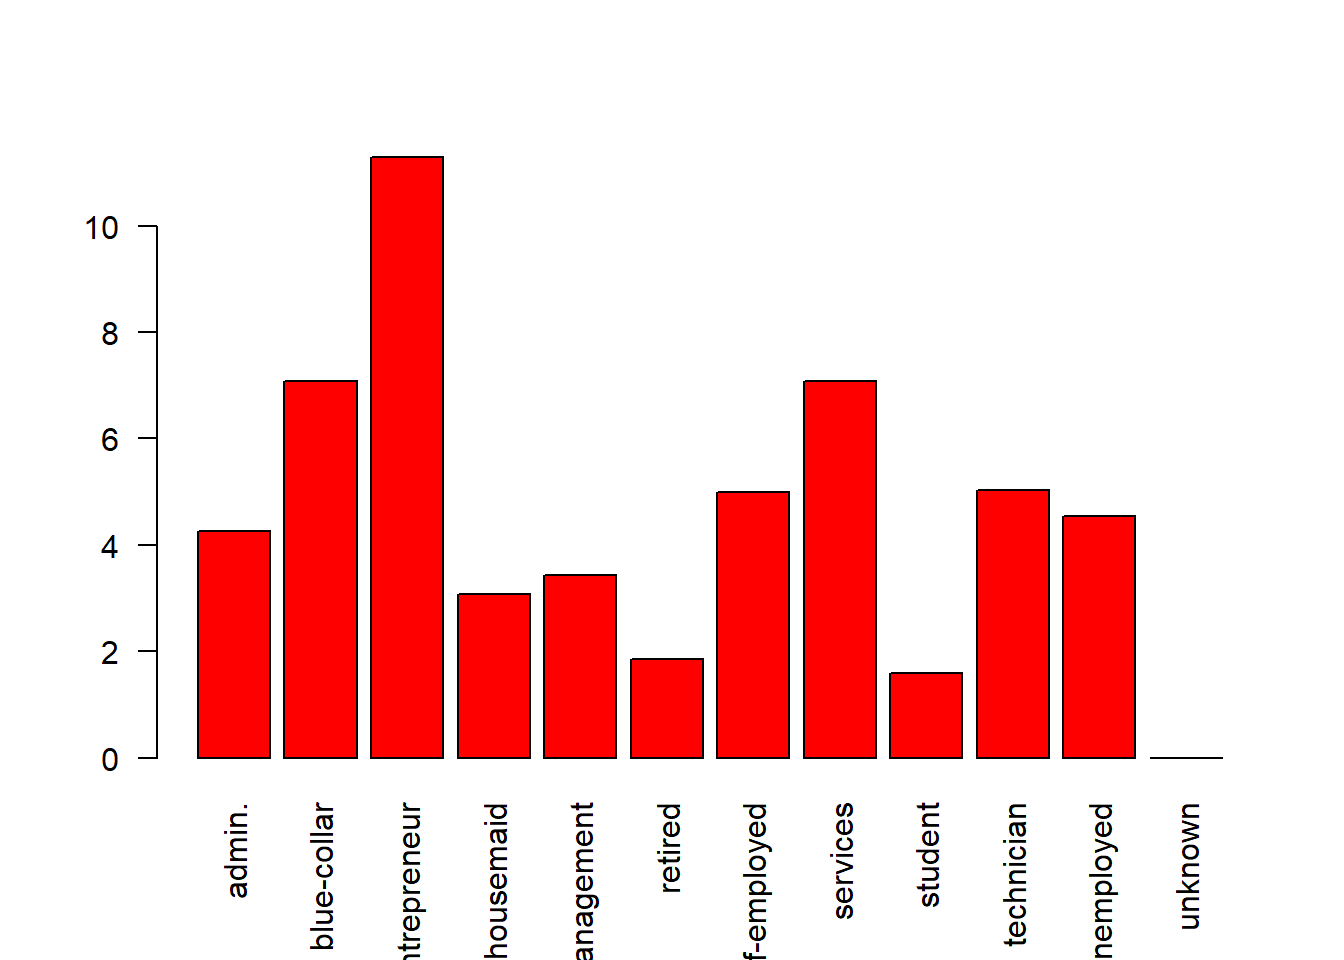 10
8
6
4
2
0
admin.
blue-collar
ntrepreneur
housemaid
anagement
retired
f-employed
services
student
technician
nemployed
unknown